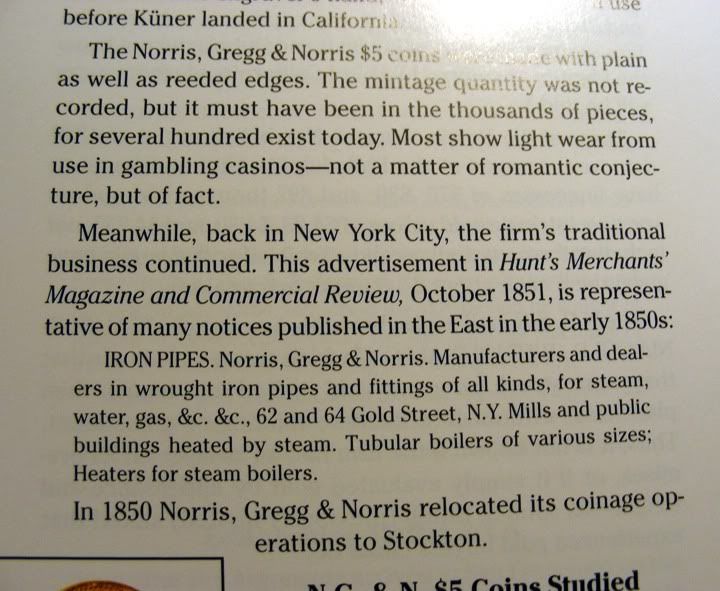 use
before Küner landed in California.
The Norris, Gregg & Norris $5 coins were made with plain
as well as reeded edges. The mintage quantity was not re-
corded, but it must have been in the thousands of pieces,
for several hundred exist today. Most show light wear from
use in gambling casinos—not a matter of romantic conjec-
ture, but of fact.
Meanwhile, back in New York City, the firm's traditional
business continued. This advertisement in Hunt's Merchants'
Magazine and Commercial Review, October 1851, is represen-
tative of many notices published in the East in the early 1850s:
IRON PIPES. Norris, Gregg & Norris. Manufacturers and deal-
ers in wrought iron pipes and fittings of all kinds, for steam,
water, gas, &c. &c., 62 and 64 Gold Street, N.Y. Mills and public
buildings heated by steam. Tubular boilers of various sizes;
Heaters for steam boilers.
In 1850 Norris, Gregg & Norris relocated its coinage op-
erations to Stockton.
N.G. & N. $5 Coins Studied